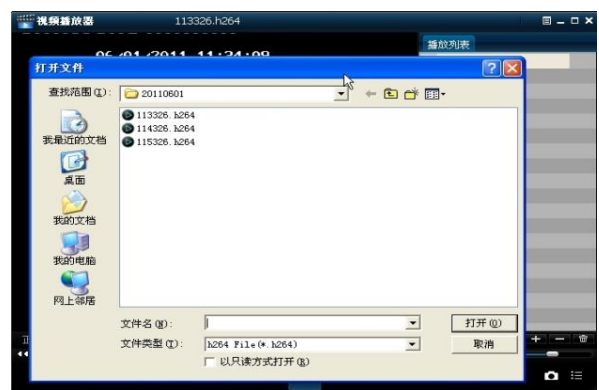 視頻播放器 113326.h264
06/01/2011 11:34:08
播放列表
打开文件
查找范围(I): 20110601
113326.h264
114326.h264
115326.h264
我最近的文档
桌面
我的文档
我的电脑
网上邻居
文件名(N): 打开(O)
文件类型(T): h264 File(*.h264) 取消
以只读方式打开(R)